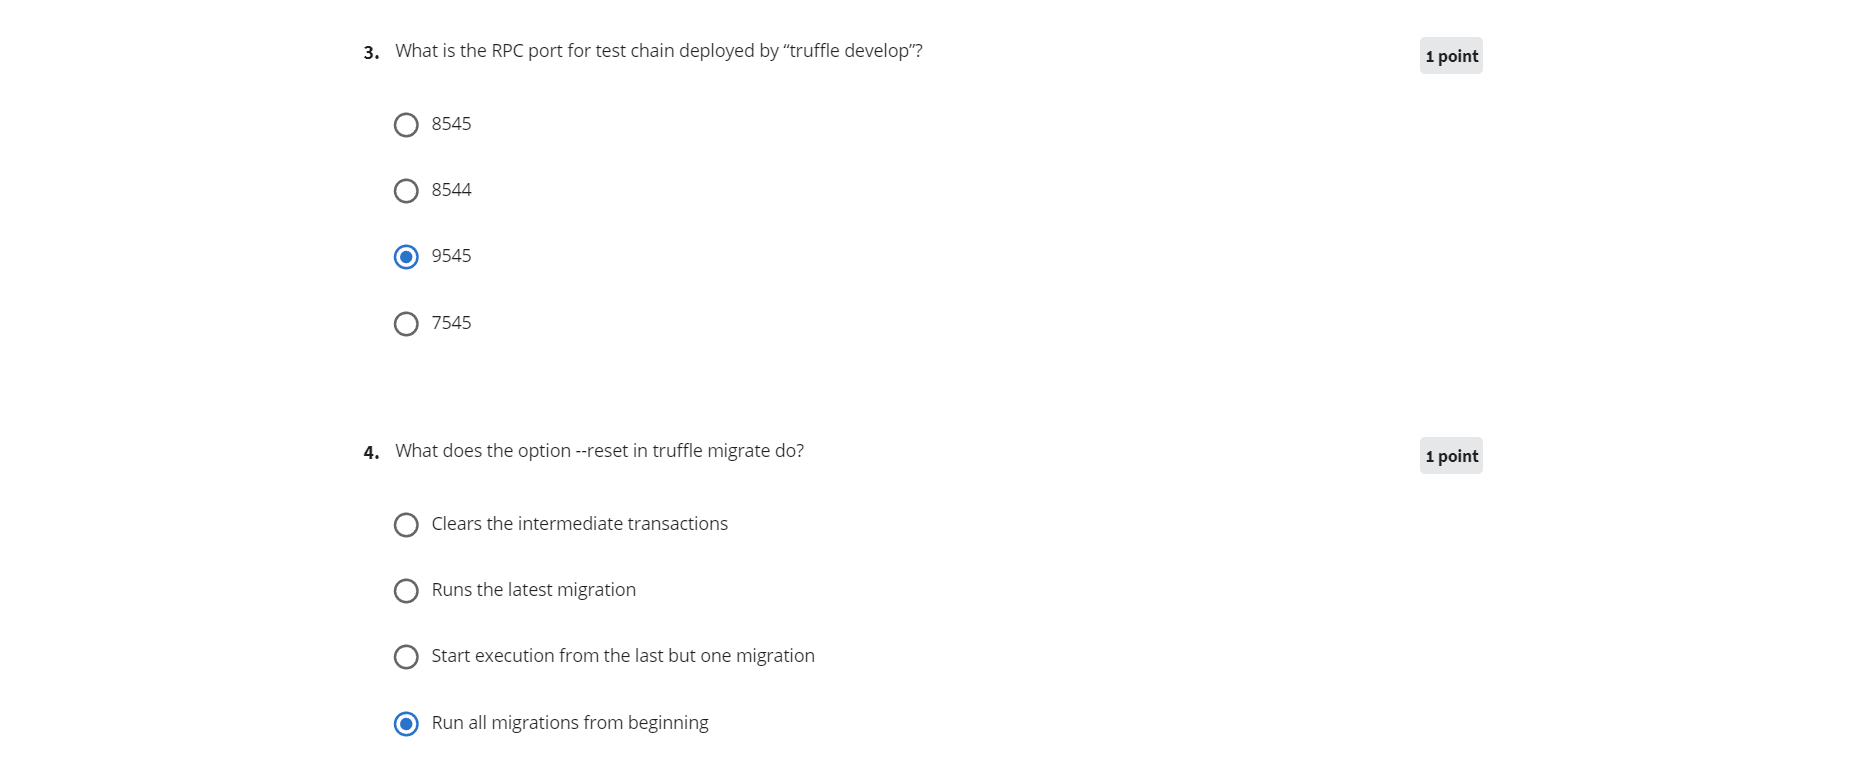 3. What is the RPC port for test chain deployed by “truffle develop”?
1 point
8545
8544
9545
7545
4. What does the option --reset in truffle migrate do?
1 point
Clears the intermediate transactions
Runs the latest migration
Start execution from the last but one migration
Run all migrations from beginning